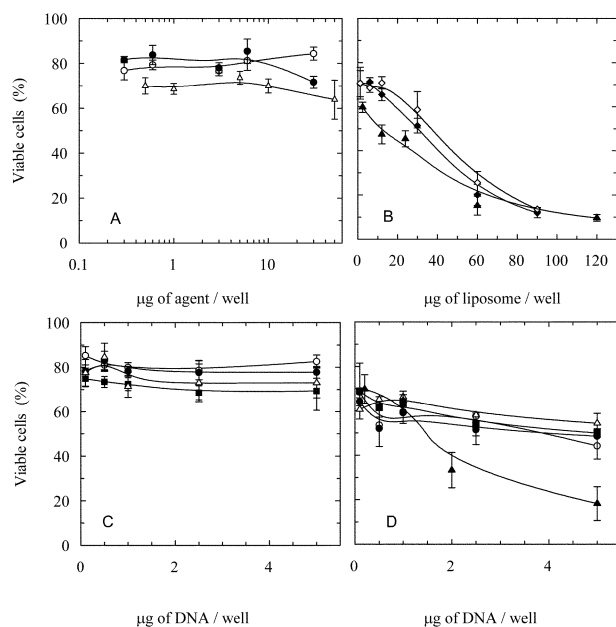 100
80
60
40
20
0
Viable cells (%)
A
0.1 1 10
µg of agent / well
B
0 20 40 60 80 100 120
µg of liposome / well
100
80
60
40
20
0
Viable cells (%)
C
0 2 4
µg of DNA / well
D
0 2 4
µg of DNA / well